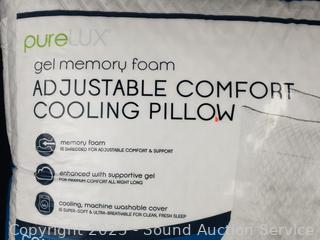 pureLUX
gel memory foam
ADJUSTABLE COMFORT
COOLING PILLOW
memory foam
IS SHREDDED FOR ADJUSTABLE COMFORT & SUPPORT
enhanced with supportive gel
FOR MAXIMUM COMFORT ALL NIGHT LONG
cooling, machine washable cover
IS SUPER-SOFT & ULTRA-BREATHABLE FOR CLEAN, FRESH SLEEP
Copyright 2025 - Sound Auction Service